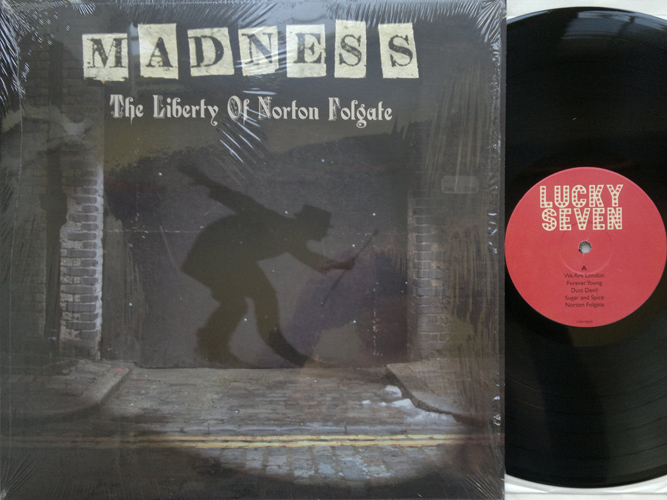 MADNESS
The Liberty Of Norton Folgate
LUCKY
SEVEN
A
We Are London
Forever Young
Dust Devil
Sugar and Spice
Norton Folgate